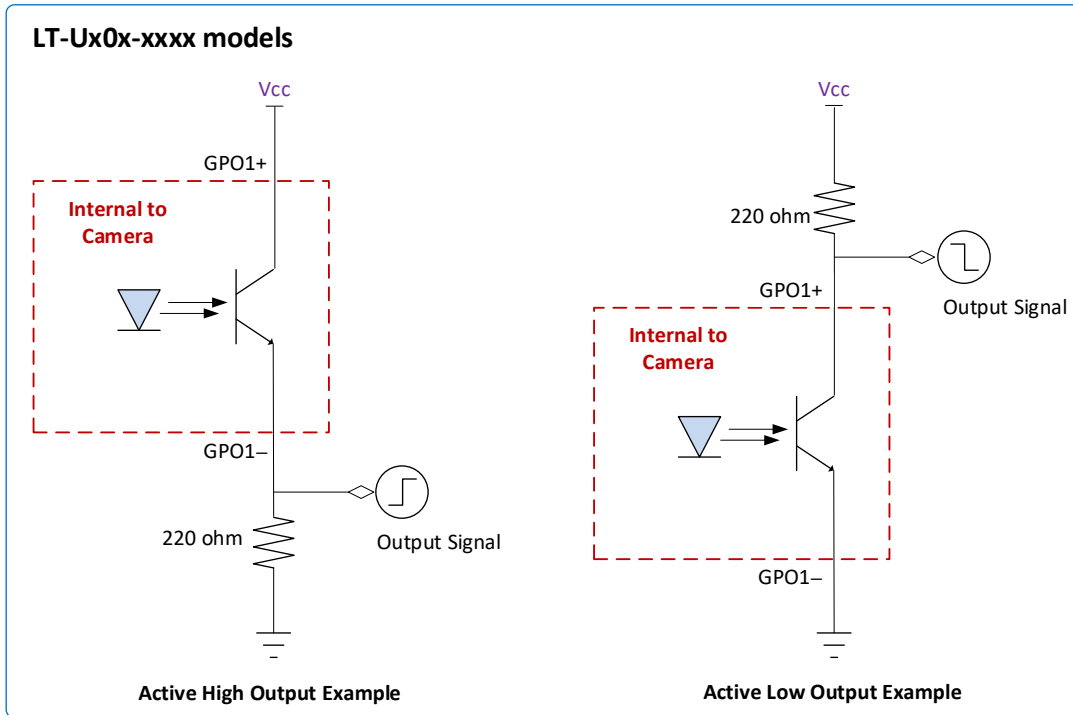 LT-Ux0x-xxxx models
Vcc
GPO1+
Internal to
Camera
GPO1–
220 ohm
Output Signal
Active High Output Example
Vcc
220 ohm
Output Signal
GPO1+
Internal to
Camera
GPO1–
Active Low Output Example